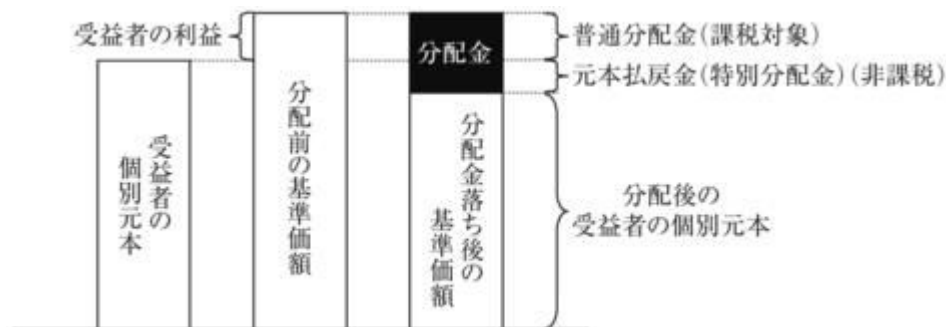 受益者の利益
分配金
普通分配金(課税対象)
元本払戻金(特別分配金)(非課税)
受益者の
個別元本
分配前の基準価額
分配金落ち後の
基準価額
分配後の
受益者の個別元本